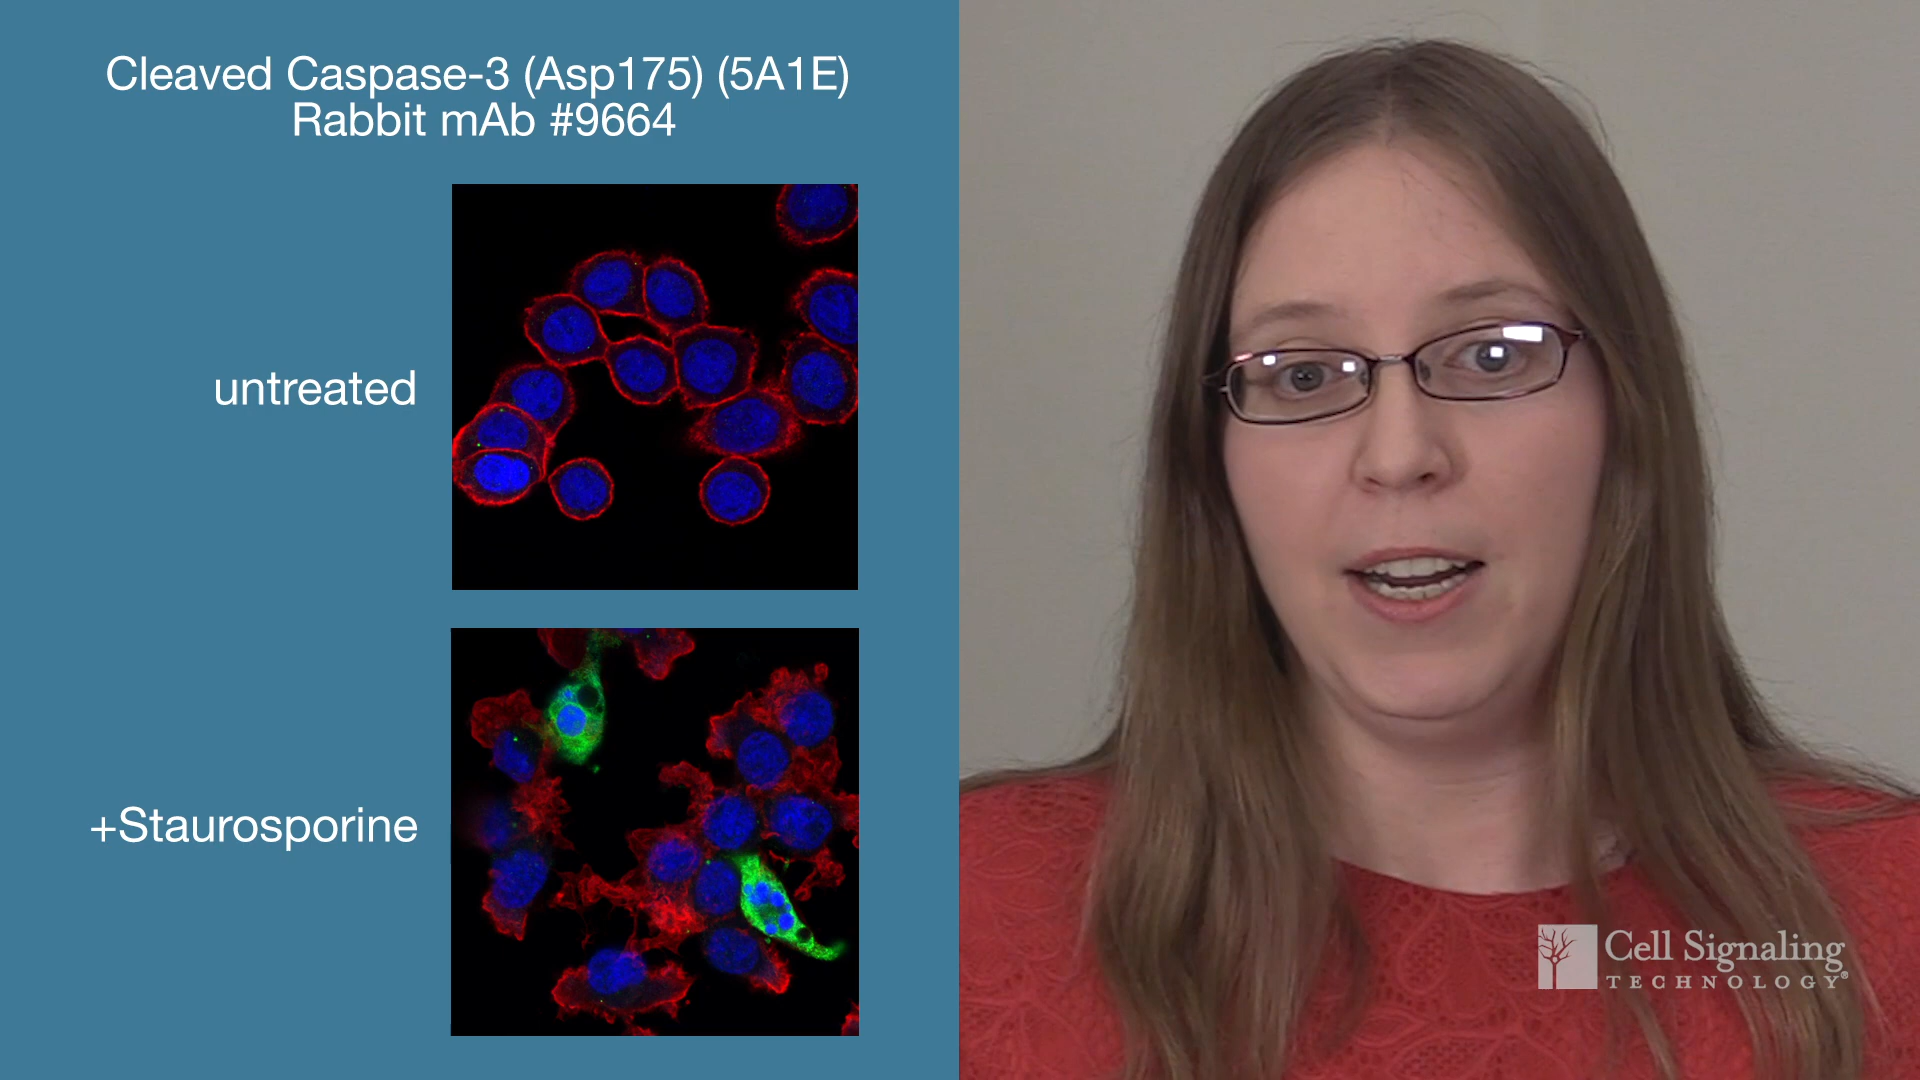 Cleaved Caspase-3 (Asp175) (5A1E)
Rabbit mAb #9664
untreated
+Staurosporine
Cell Signaling
TECHNOLOGY®